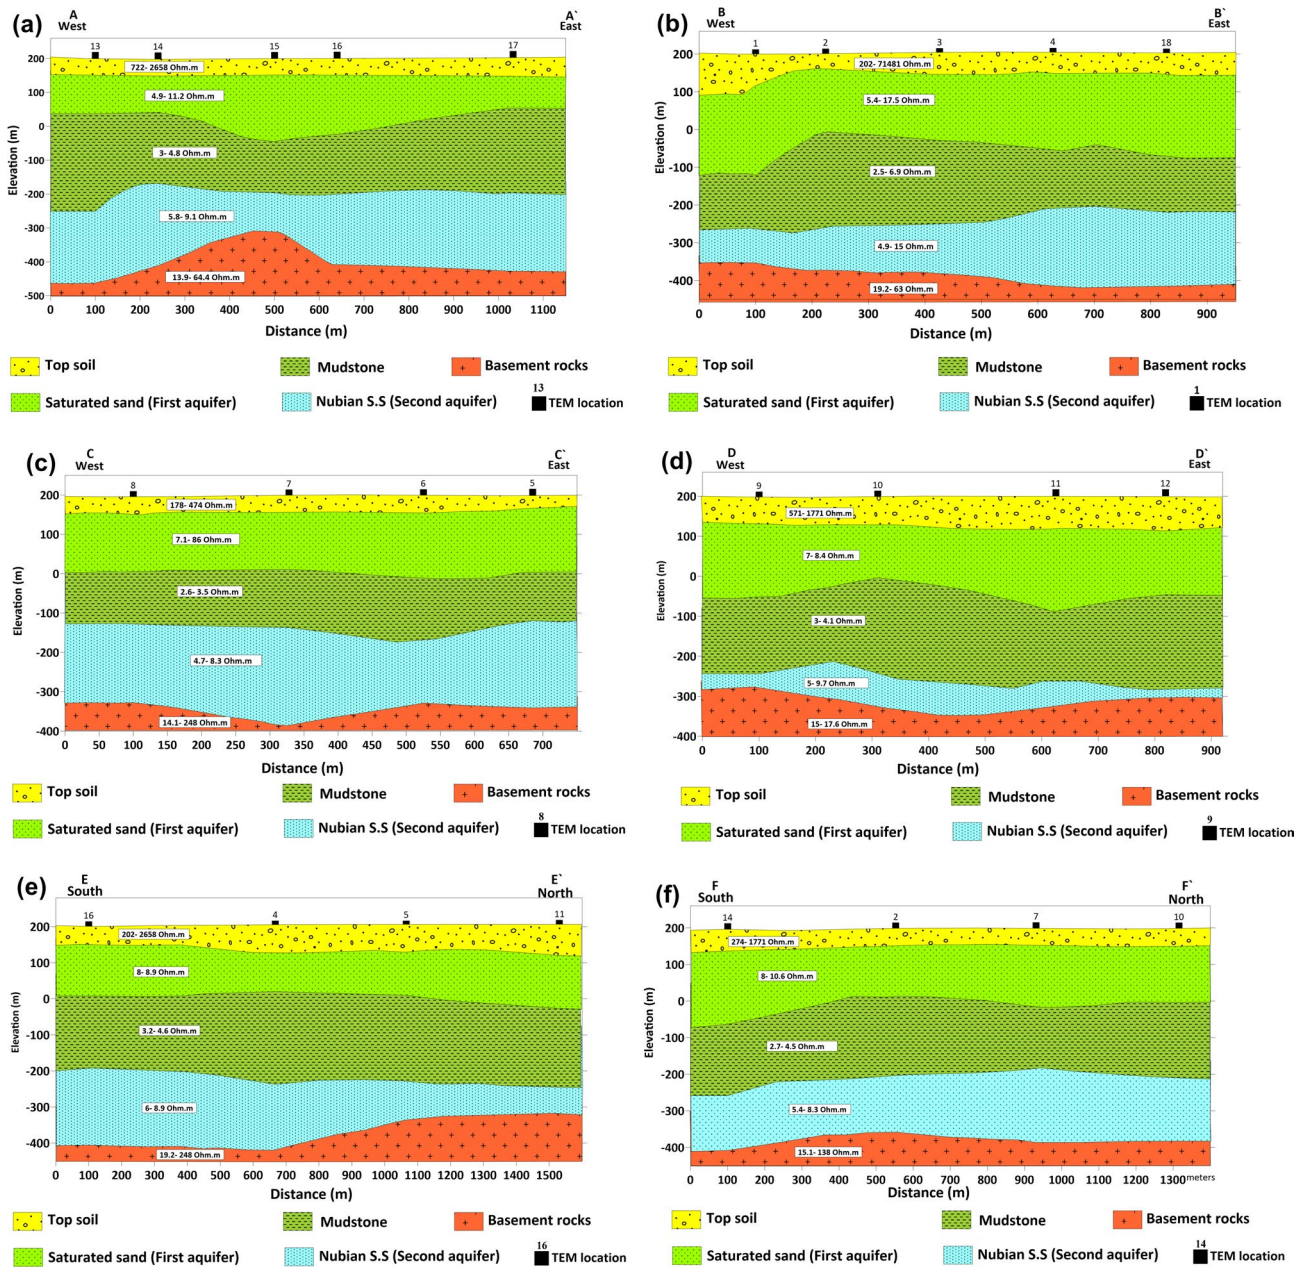 (a)
A
West
A`
East
13 14 15 16 17
200
100
0
-100
-200
-300
-400
-500
Elevation (m)
722- 2658 Ohm.m
4.9- 11.2 Ohm.m
3- 4.8 Ohm.m
5.8- 9.1 Ohm.m
13.9- 64.4 Ohm.m
0 100 200 300 400 500 600 700 800 900 1000 1100
Distance (m)
Top soil
Mudstone
Basement rocks
Saturated sand (First aquifer)
Nubian S.S (Second aquifer)
13
TEM location
(b)
B
West
B`
East
1 2 3 4 18
200
100
0
-100
-200
-300
-400
Elevation (m)
202- 71481 Ohm.m
5.4- 17.5 Ohm.m
2.5- 6.9 Ohm.m
4.9- 15 Ohm.m
19.2- 63 Ohm.m
0 100 200 300 400 500 600 700 800 900
Distance (m)
Top soil
Mudstone
Basement rocks
Saturated sand (First aquifer)
Nubian S.S (Second aquifer)
1
TEM location
(c)
C
West
C`
East
8 7 6 5
200
100
0
-100
-200
-300
-400
Elevation (m)
178- 474 Ohm.m
7.1- 86 Ohm.m
2.6- 3.5 Ohm.m
4.7- 8.3 Ohm.m
14.1- 248 Ohm.m
0 50 100 150 200 250 300 350 400 450 500 550 600 650 700
Distance (m)
Top soil
Mudstone
Basement rocks
Saturated sand (First aquifer)
Nubian S.S (Second aquifer)
8
TEM location
(d)
D
West
D`
East
9 10 11 12
200
100
0
-100
-200
-300
-400
Elevation (m)
571- 1771 Ohm.m
7- 8.4 Ohm.m
3- 4.1 Ohm.m
5- 9.7 Ohm.m
15- 17.6 Ohm.m
0 100 200 300 400 500 600 700 800 900
Distance (m)
Top soil
Mudstone
Basement rocks
Saturated sand (First aquifer)
Nubian S.S (Second aquifer)
9
TEM location
(e)
E
South
E`
North
16 4 5 11
200
100
0
-100
-200
-300
-400
Elevation (m)
202- 2658 Ohm.m
8- 8.9 Ohm.m
3.2- 4.6 Ohm.m
6- 8.9 Ohm.m
19.2- 248 Ohm.m
0 100 200 300 400 500 600 700 800 900 1000 1100 1200 1300 1400 1500
Distance (m)
Top soil
Mudstone
Basement rocks
Saturated sand (First aquifer)
Nubian S.S (Second aquifer)
16
TEM location
(f)
F
South
F`
North
14 2 7 10
200
100
0
-100
-200
-300
-400
Elevation (m)
274- 1771 Ohm.m
8- 10.6 Ohm.m
2.7- 4.5 Ohm.m
5.4- 8.3 Ohm.m
15.1- 138 Ohm.m
0 100 200 300 400 500 600 700 800 900 1000 1100 1200 1300 meters
Distance (m)
Top soil
Mudstone
Basement rocks
Saturated sand (First aquifer)
Nubian S.S (Second aquifer)
14
TEM location